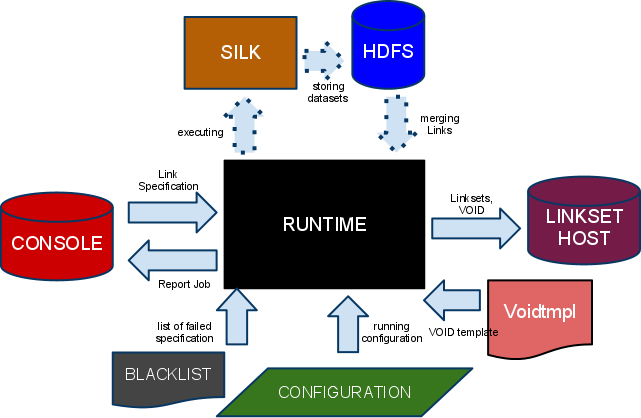 SILK
HDFS
storing
datasets
executing
merging
Links
Link
Specification
RUNTIME
Linksets,
VOID
CONSOLE
LINKSET
HOST
Report Job
Voidtmpl
list of failed
specification
running
configuration
VOID template
BLACKLIST
CONFIGURATION